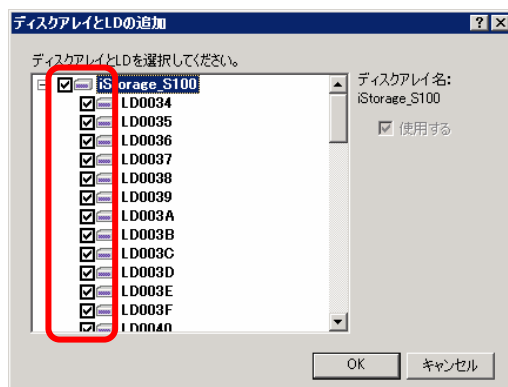 ディスクアレイとLDの追加
ディスクアレイとLDを選択してください。
iStorage_S100
LD0034
LD0035
LD0036
LD0037
LD0038
LD0039
LD003A
LD003B
LD003C
LD003D
LD003E
LD003F
LD0040
ディスクアレイ名:
iStorage_S100
使用する
OK
キャンセル